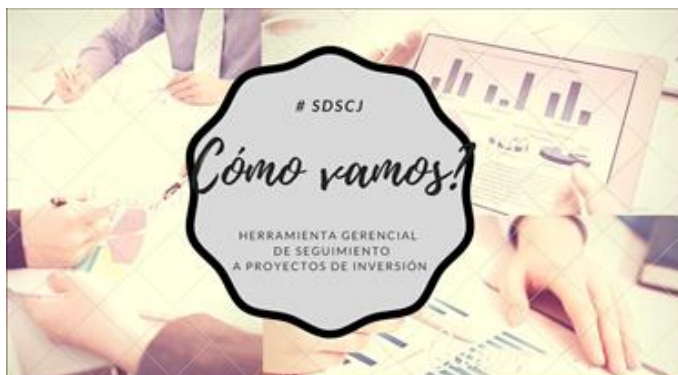 # SDSCJ
Cómo vamos?
HERRAMIENTA GERENCIAL
DE SEGUIMIENTO
A PROYECTOS DE INVERSIÓN